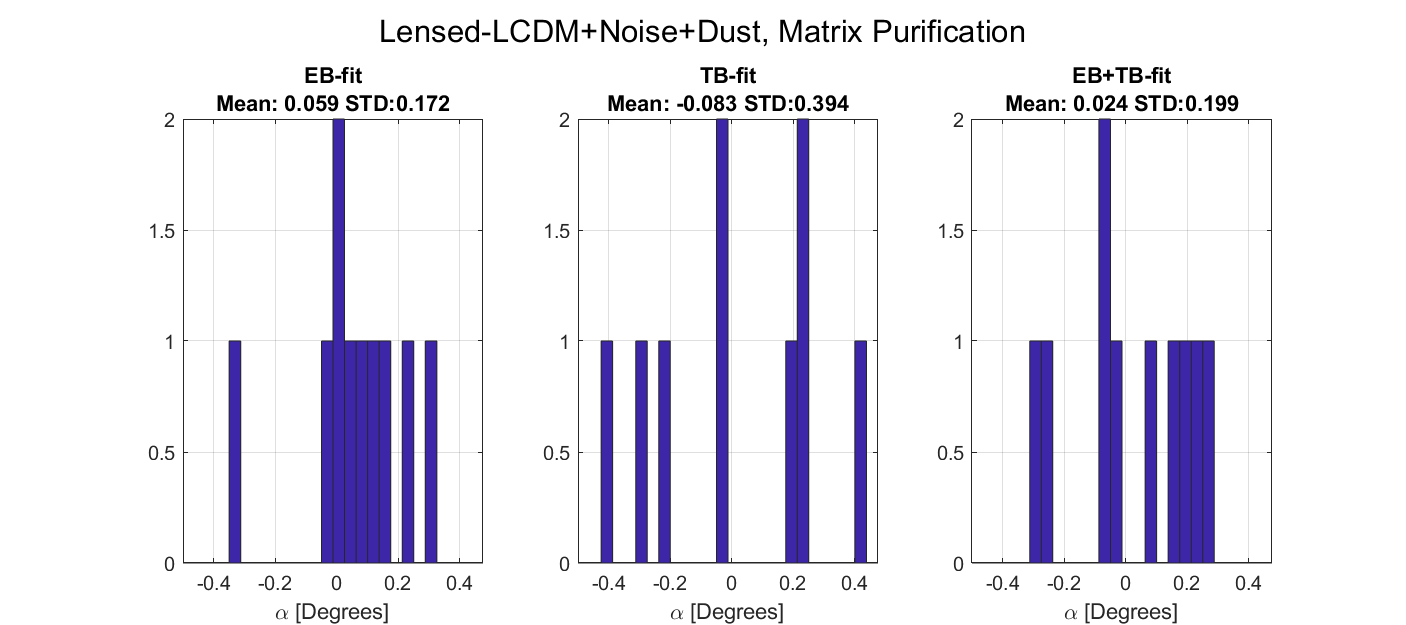 Lensed-LCDM+Noise+Dust, Matrix Purification
EB-fit
Mean: 0.059 STD:0.172
2
1.5
1
0.5
0
-0.4 -0.2 0 0.2 0.4
α [Degrees]
TB-fit
Mean: -0.083 STD:0.394
2
1.5
1
0.5
0
-0.4 -0.2 0 0.2 0.4
α [Degrees]
EB+TB-fit
Mean: 0.024 STD:0.199
2
1.5
1
0.5
0
-0.4 -0.2 0 0.2 0.4
α [Degrees]